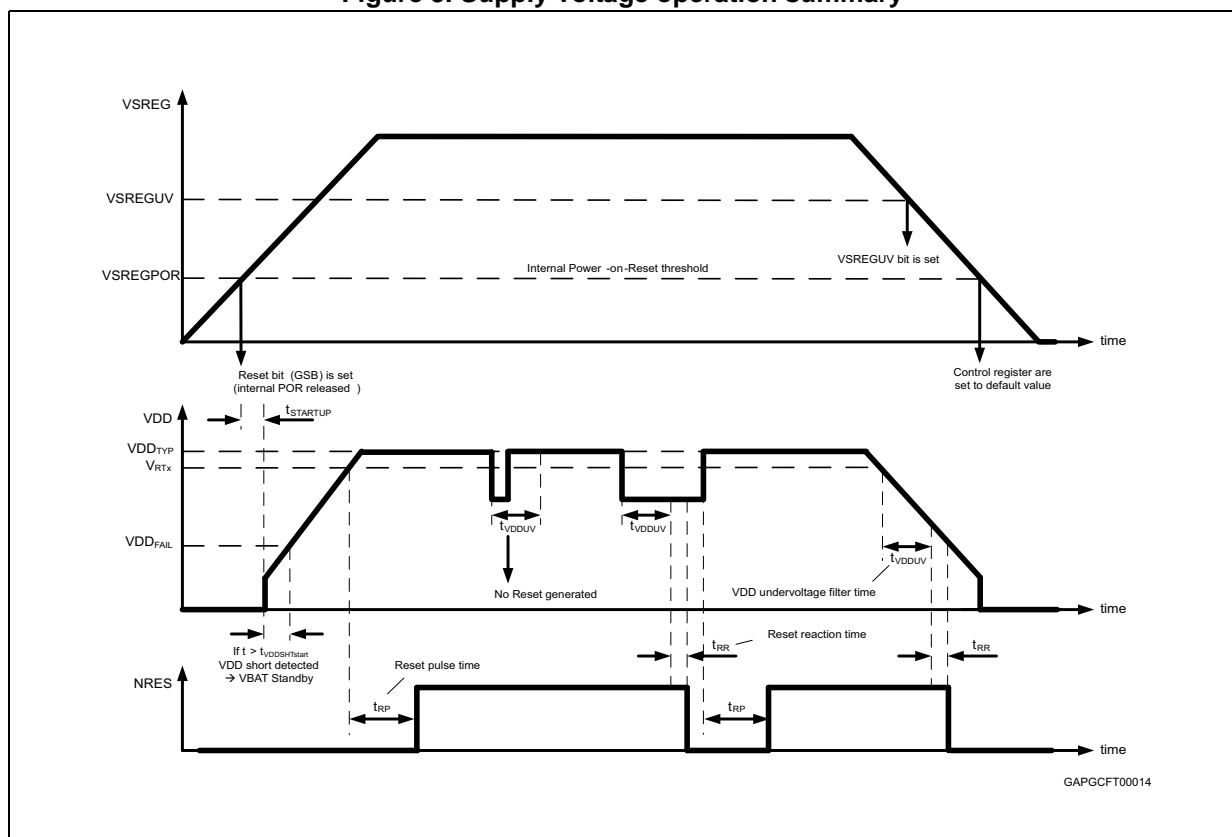 Figure 8. Supply voltage operation summary
VSREG
VSREGUV
VSREGUV bit is set
VSREGPOR
Internal Power -on-Reset threshold
time
Reset bit (GSB) is set
(internal POR released )
Control register are
set to default value
VDD
tSTARTUP
VDDTYP
VRTx
tVDDUV
tVDDUV
VDDFAIL
tVDDUV
No Reset generated
VDD undervoltage filter time
time
If t > tVDDSHTstart
VDD short detected
→ VBAT Standby
Reset reaction time
tRR
tRR
Reset pulse time
NRES
tRP
tRP
time
GAPGCFT00014